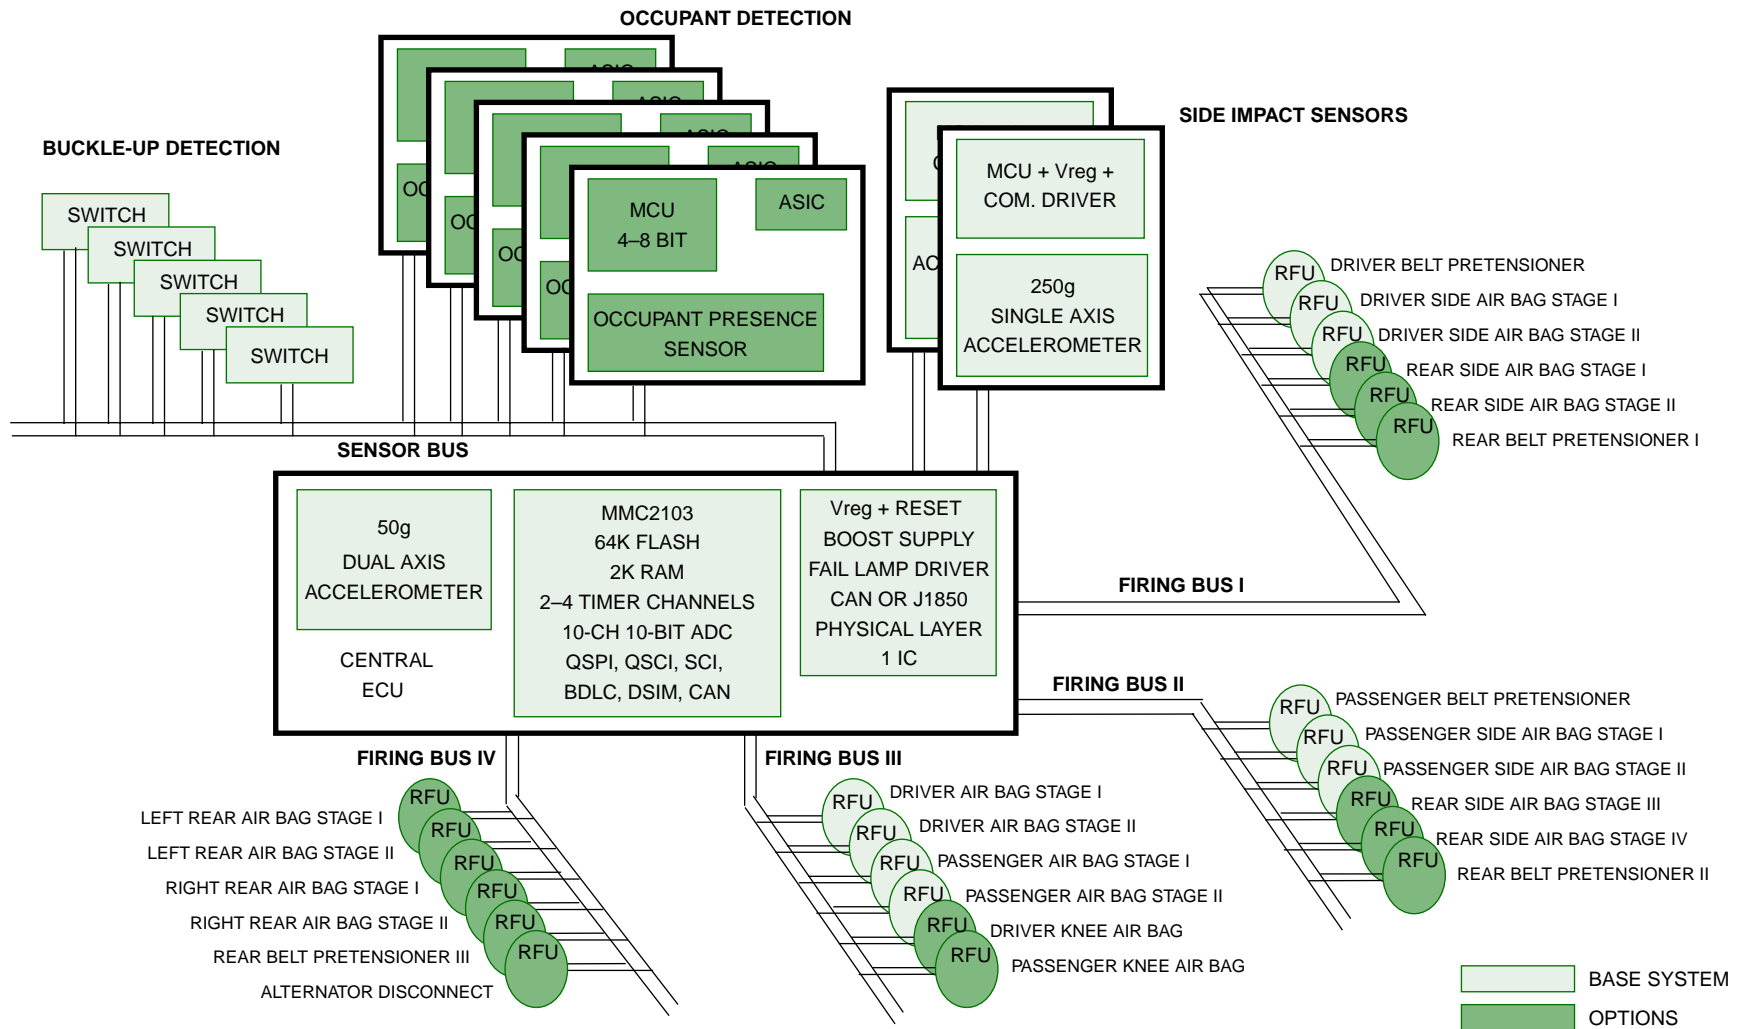 OCCUPANT DETECTION
SIDE IMPACT SENSORS
BUCKLE-UP DETECTION
SWITCH
SWITCH
SWITCH
SWITCH
SWITCH
ASIC
ASIC
ASIC
ASIC
ASIC
OC
OC
OC
OC
MCU
4–8 BIT
OCCUPANT PRESENCE
SENSOR
AC
MCU + Vreg +
COM. DRIVER
250g
SINGLE AXIS
ACCELEROMETER
RFU DRIVER BELT PRETENSIONER
RFU DRIVER SIDE AIR BAG STAGE I
RFU DRIVER SIDE AIR BAG STAGE II
RFU REAR SIDE AIR BAG STAGE I
RFU REAR SIDE AIR BAG STAGE II
RFU REAR BELT PRETENSIONER I
SENSOR BUS
50g
DUAL AXIS
ACCELEROMETER
CENTRAL
ECU
MMC2103
64K FLASH
2K RAM
2–4 TIMER CHANNELS
10-CH 10-BIT ADC
QSPI, QSCI, SCI,
BDLC, DSIM, CAN
Vreg + RESET
BOOST SUPPLY
FAIL LAMP DRIVER
CAN OR J1850
PHYSICAL LAYER
1 IC
FIRING BUS I
FIRING BUS II
RFU PASSENGER BELT PRETENSIONER
RFU PASSENGER SIDE AIR BAG STAGE I
RFU PASSENGER SIDE AIR BAG STAGE II
RFU REAR SIDE AIR BAG STAGE III
RFU REAR SIDE AIR BAG STAGE IV
RFU REAR BELT PRETENSIONER II
FIRING BUS IV
LEFT REAR AIR BAG STAGE I RFU
LEFT REAR AIR BAG STAGE II RFU
RIGHT REAR AIR BAG STAGE I RFU
RIGHT REAR AIR BAG STAGE II RFU
REAR BELT PRETENSIONER III RFU
ALTERNATOR DISCONNECT RFU
FIRING BUS III
RFU DRIVER AIR BAG STAGE I
RFU DRIVER AIR BAG STAGE II
RFU PASSENGER AIR BAG STAGE I
RFU PASSENGER AIR BAG STAGE II
RFU DRIVER KNEE AIR BAG
RFU PASSENGER KNEE AIR BAG
BASE SYSTEM
OPTIONS